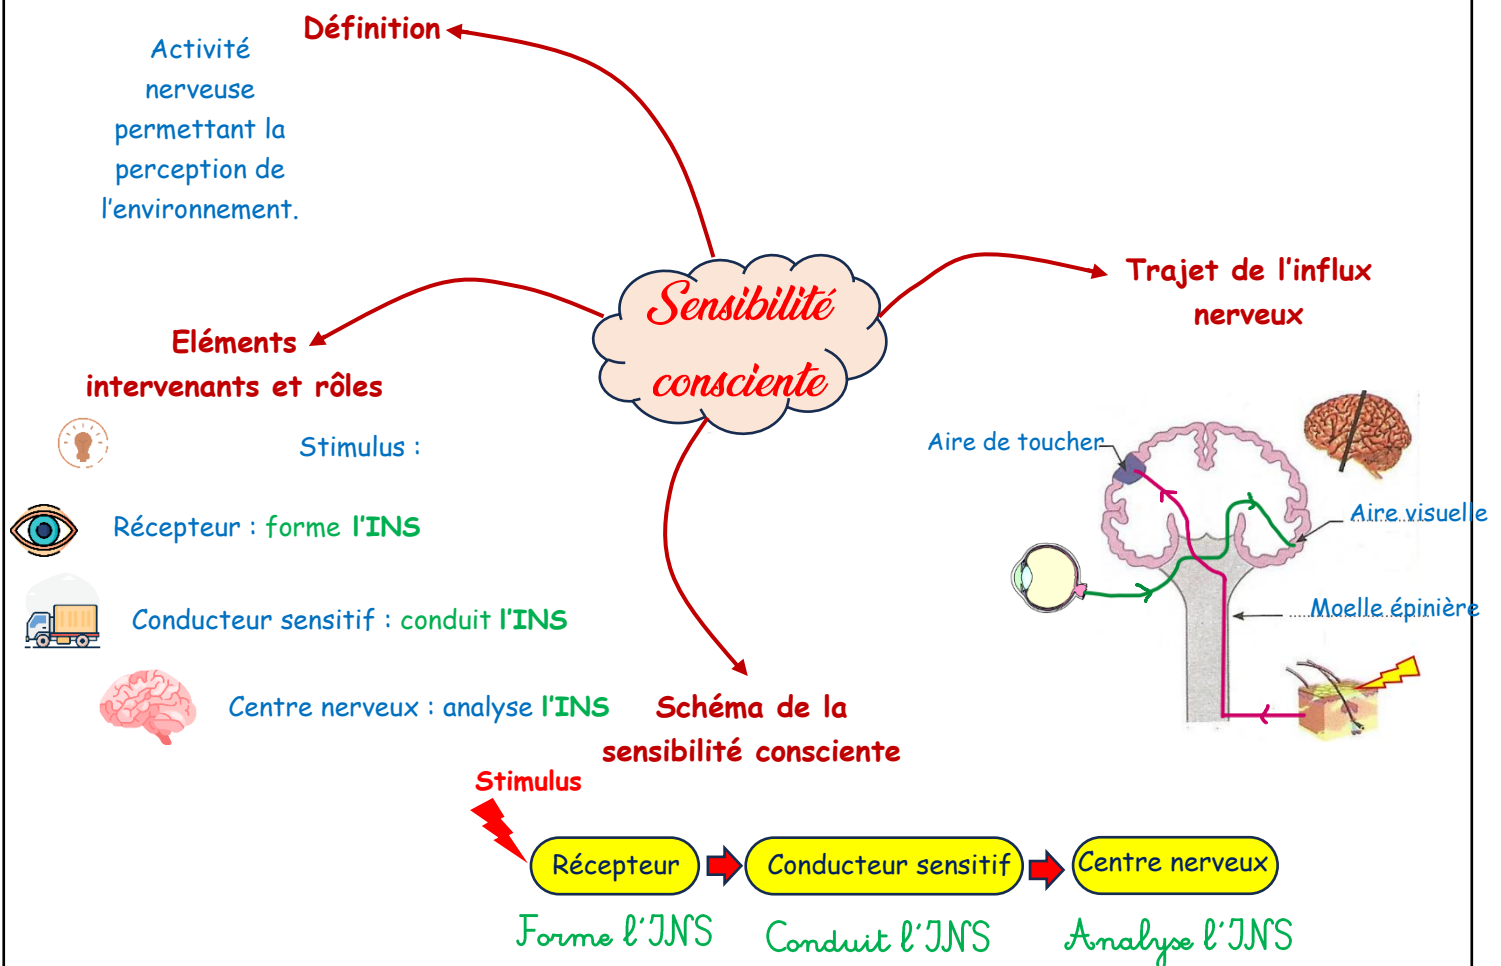 Définition
Activité
nerveuse
permettant la
perception de
l'environnement.
Sensibilité
consciente
Trajet de l'influx
nerveux
Eléments
intervenants et rôles
Stimulus :
Récepteur : forme l'INS
Conducteur sensitif : conduit l'INS
Centre nerveux : analyse l'INS
Aire de toucher
Aire visuelle
Moelle épinière
Schéma de la
sensibilité consciente
Stimulus
Récepteur
Conducteur sensitif
Centre nerveux
Forme l'INS
Conduit l'INS
Analyse l'INS